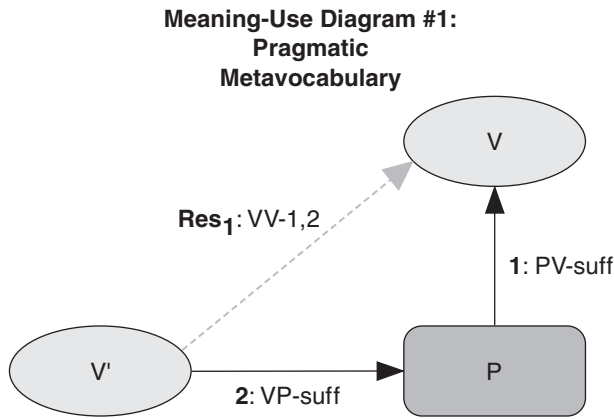 Meaning-Use Diagram #1:
Pragmatic
Metavocabulary
V
Res1: VV-1,2
1: PV-suff
V'
2: VP-suff
P